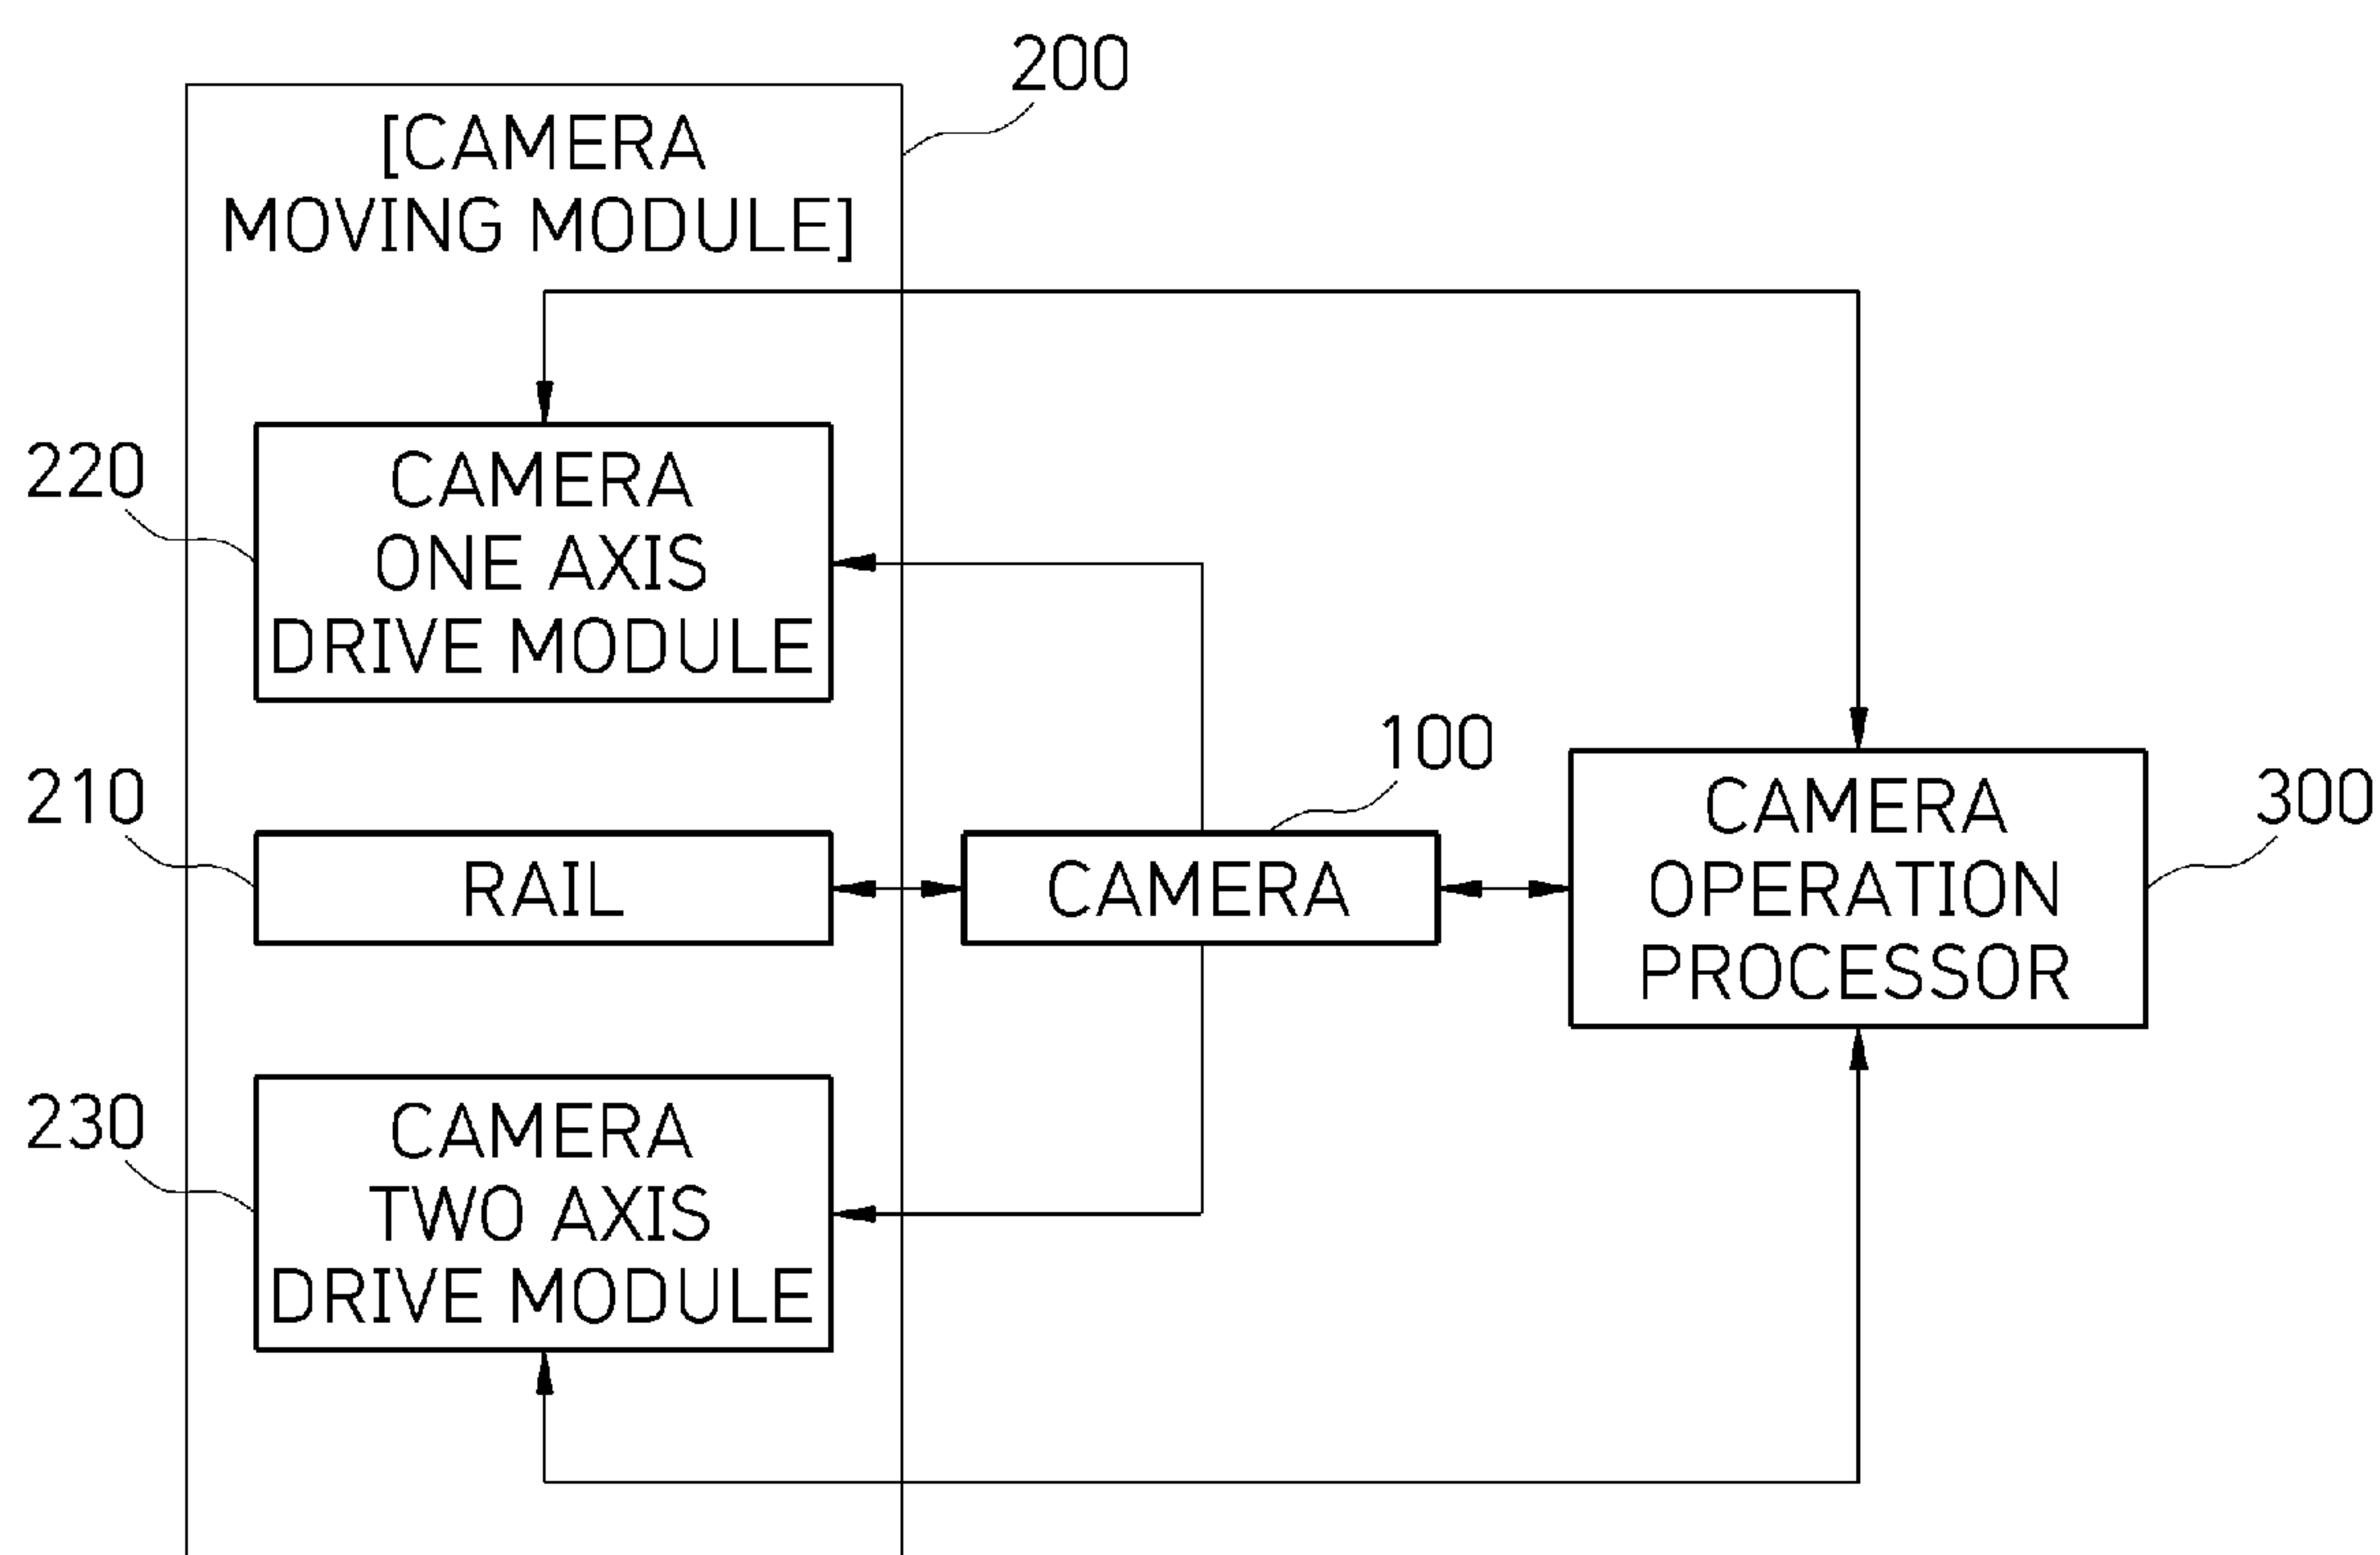 200
[CAMERA
MOVING MODULE]
220
CAMERA
ONE AXIS
DRIVE MODULE
210
RAIL
100
CAMERA
300
CAMERA
OPERATION
PROCESSOR
230
CAMERA
TWO AXIS
DRIVE MODULE